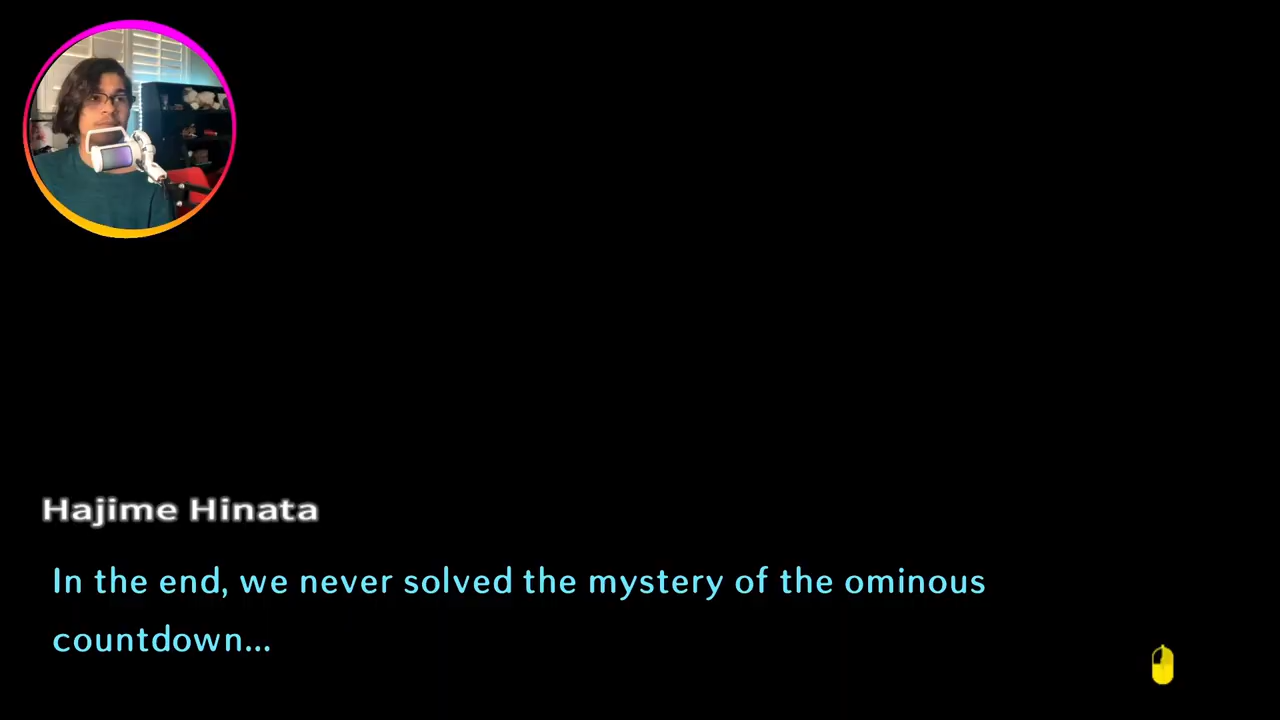 Hajime Hinata
In the end, we never solved the mystery of the ominous
countdown...